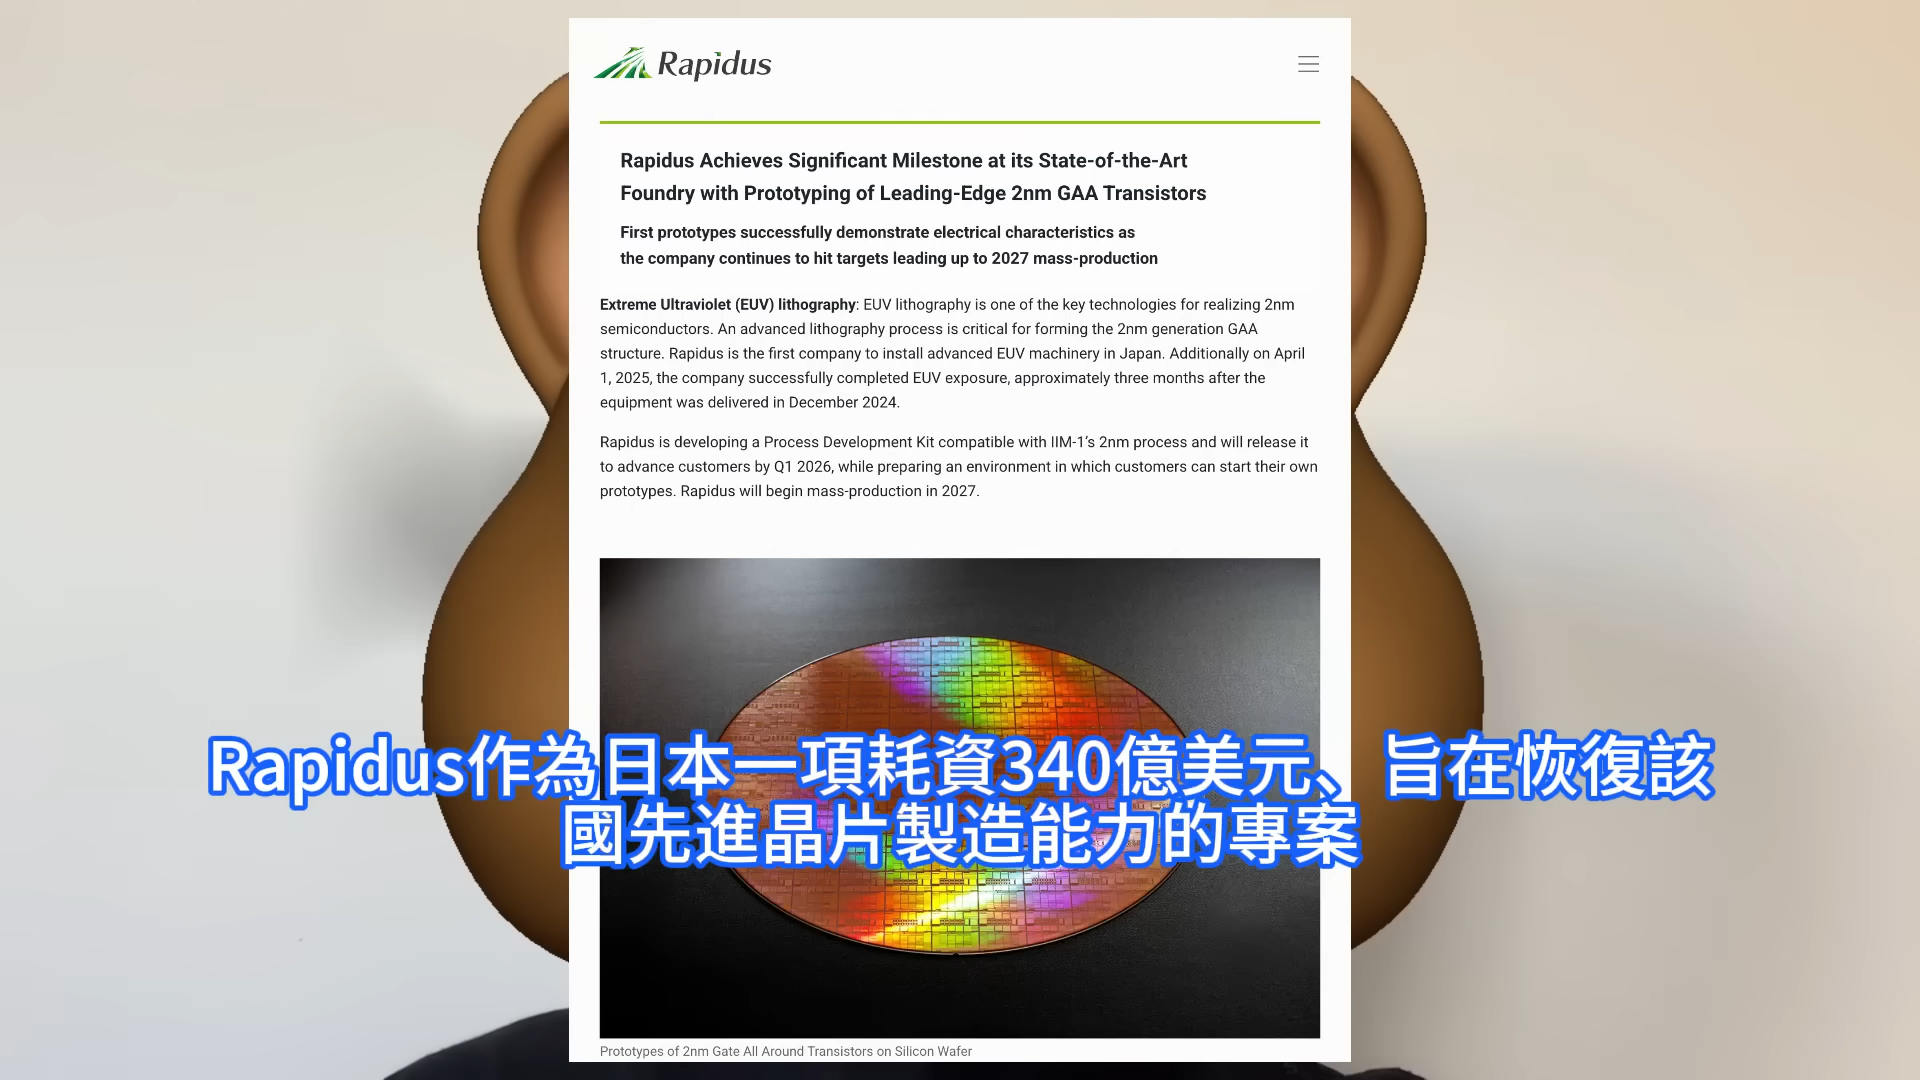 Rapidus
Rapidus Achieves Significant Milestone at its State-of-the-Art
Foundry with Prototyping of Leading-Edge 2nm GAA Transistors
First prototypes successfully demonstrate electrical characteristics as
the company continues to hit targets leading up to 2027 mass-production
Extreme Ultraviolet (EUV) lithography: EUV lithography is one of the key technologies for realizing 2nm
semiconductors. An advanced lithography process is critical for forming the 2nm generation GAA
structure. Rapidus is the first company to install advanced EUV machinery in Japan. Additionally on April
1, 2025, the company successfully completed EUV exposure, approximately three months after the
equipment was delivered in December 2024.
Rapidus is developing a Process Development Kit compatible with IIM-1’s 2nm process and will release it
to advance customers by Q1 2026, while preparing an environment in which customers can start their own
prototypes. Rapidus will begin mass-production in 2027.
Rapidus作為日本一項耗資340億美元、旨在恢復該
國先進晶片製造能力的專案
Prototypes of 2nm Gate All Around Transistors on Silicon Wafer